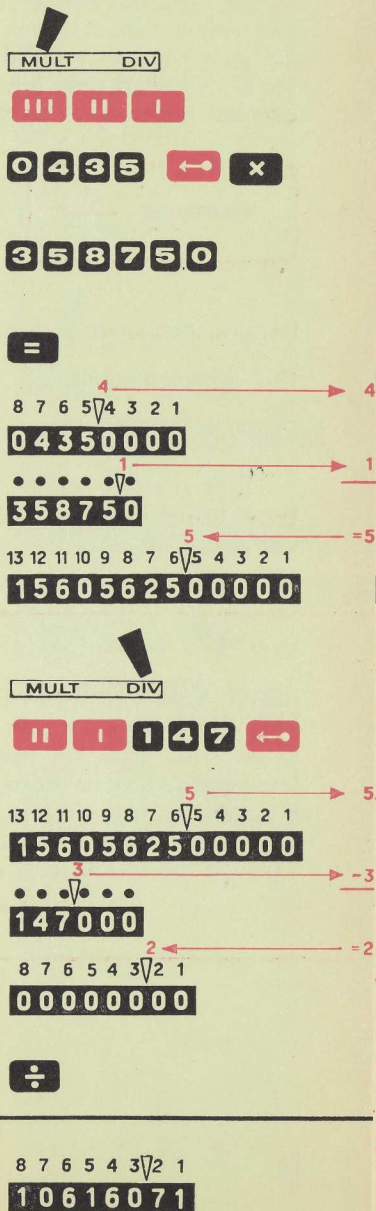 MULT DIV
III II I
0435 ×
358750
=
4 4
8 7 6 5 4 3 2 1
04350000
1 1
358750
5 =5
13 12 11 10 9 8 7 6 5 4 3 2 1
1560562500000
MULT DIV
II I 147
5 5
13 12 11 10 9 8 7 6 5 4 3 2 1
1560562500000
3 -3
147000
2 =2
8 7 6 5 4 3 2 1
00000000
÷
8 7 6 5 4 3 2 1
10616071